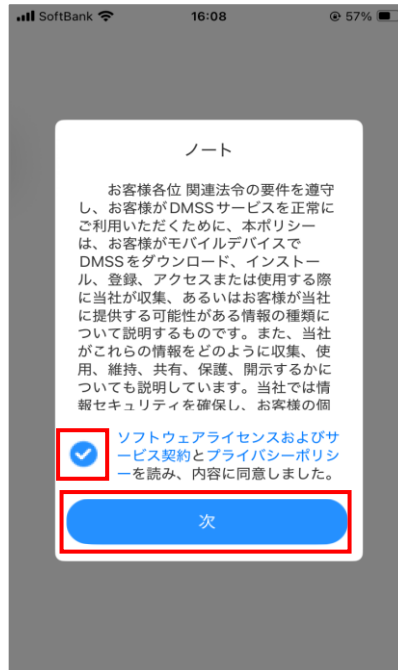 SoftBank 16:08 57%
ノート
お客様各位 関連法令の要件を遵守
し、お客様がDMSSサービスを正常に
ご利用いただくために、本ポリシー
は、お客様がモバイルデバイスで
DMSSをダウンロード、インストー
ル、登録、アクセスまたは使用する際
に当社が収集、あるいはお客様が当社
に提供する可能性がある情報の種類に
ついて説明するものです。また、当社
がこれらの情報をどのように収集、使
用、維持、共有、保護、開示するかに
ついても説明しています。当社では情
報セキュリティを確保し、お客様の個
ソフトウェアライセンスおよびサ
ービス契約とプライバシーポリシ
ーを読み、内容に同意しました。
次